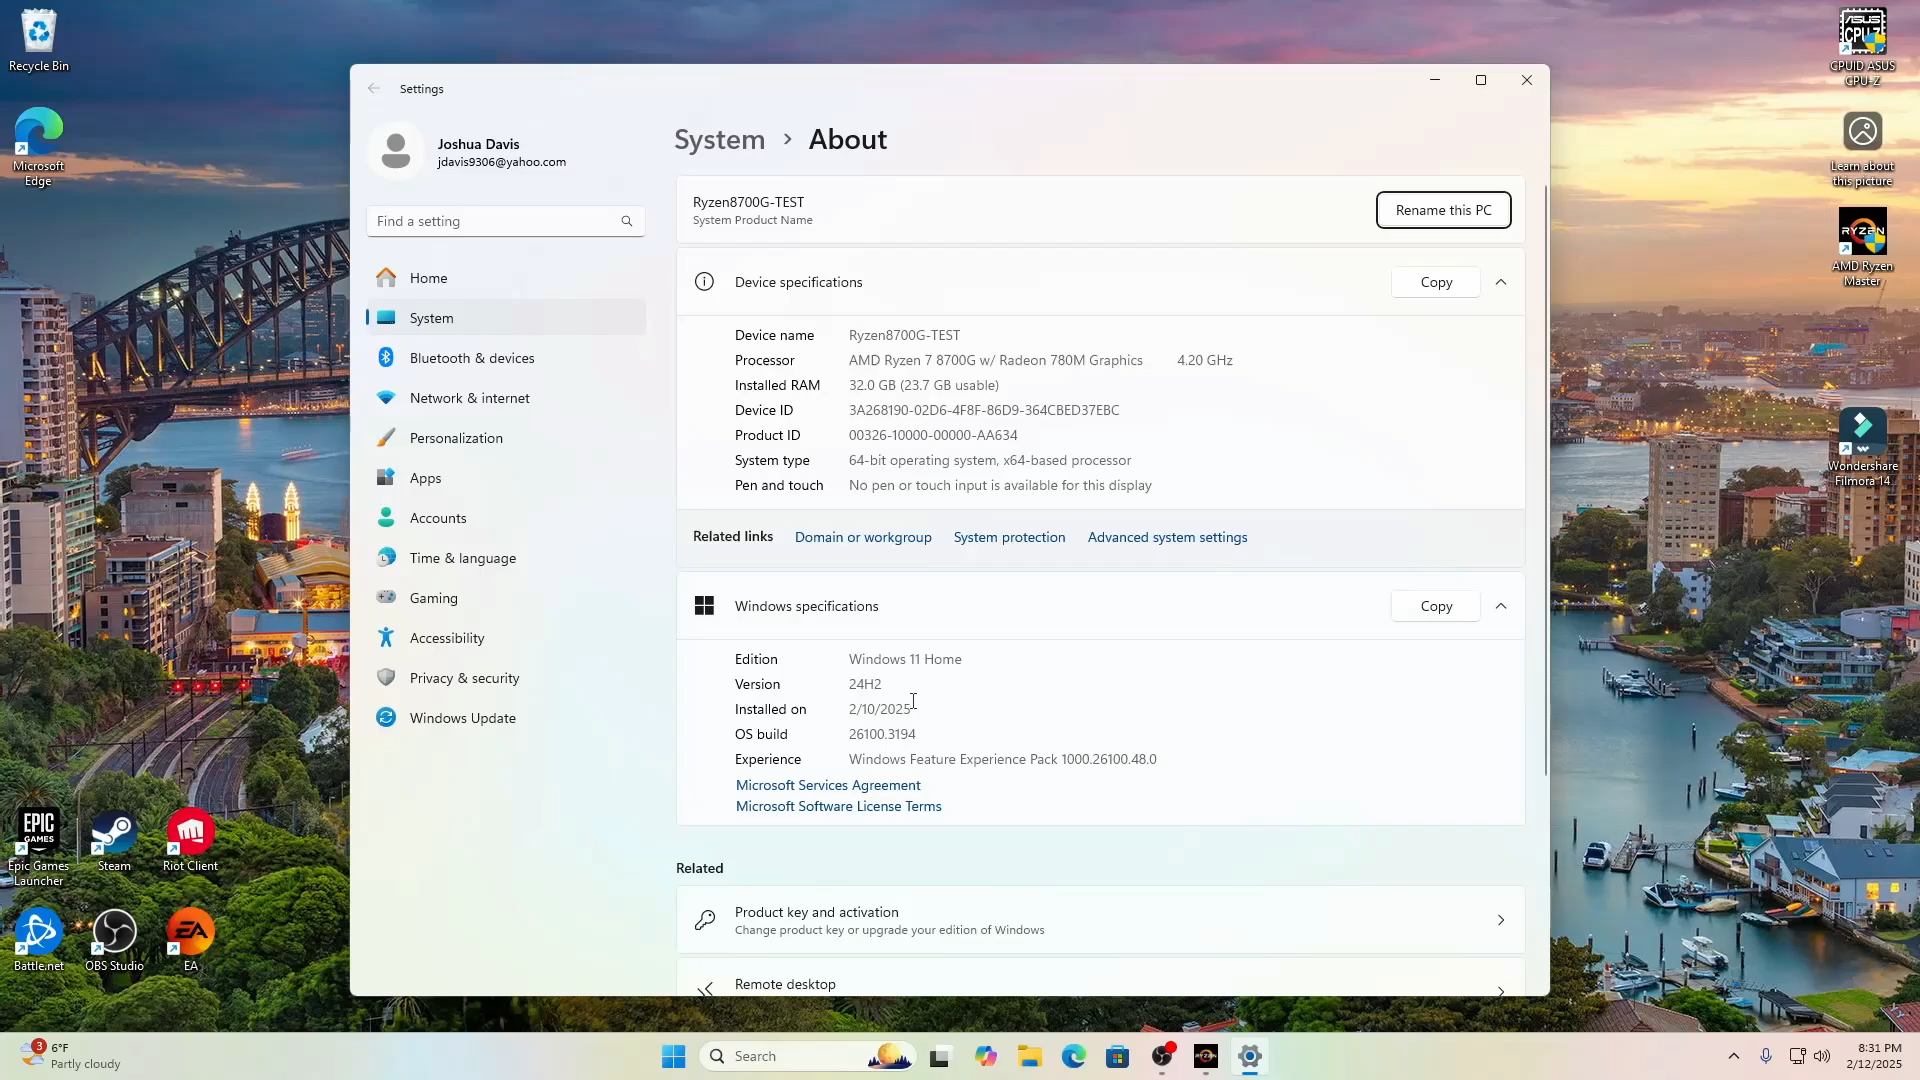 Recycle Bin
Microsoft
Edge
Epic Games
Launcher
Steam
Riot Client
Battle.net
OBS Studio
EA
EPIC
GAMES
EA
Settings
Joshua Davis
jdavis9306@yahoo.com
Find a setting
Home
System
Bluetooth & devices
Network & internet
Personalization
Apps
Accounts
Time & language
Gaming
Accessibility
Privacy & security
Windows Update
System > About
Ryzen8700G-TEST
System Product Name
Rename this PC
Device specifications
Copy
Device name Ryzen8700G-TEST
Processor AMD Ryzen 7 8700G w/ Radeon 780M Graphics 4.20 GHz
Installed RAM 32.0 GB (23.7 GB usable)
Device ID 3A268190-02D6-4F8F-86D9-364CBED37EBC
Product ID 00326-10000-00000-AA634
System type 64-bit operating system, x64-based processor
Pen and touch No pen or touch input is available for this display
Related links Domain or workgroup System protection Advanced system settings
Windows specifications
Copy
Edition Windows 11 Home
Version 24H2
Installed on 2/10/2025
OS build 26100.3194
Experience Windows Feature Experience Pack 1000.26100.48.0
Microsoft Services Agreement
Microsoft Software License Terms
Related
Product key and activation
Change product key or upgrade your edition of Windows
Remote desktop
ASUS
CPU-Z
CPUID ASUS
CPU-Z
Learn about
this picture
RYZEN
AMD Ryzen
Master
Wondershare
Filmora 14
3
6°F
Partly cloudy
Search
RYZEN
8:31 PM
2/12/2025